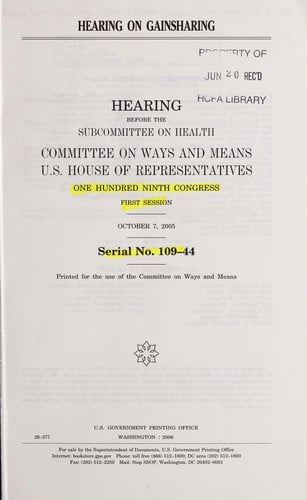 HEARING ON GAINSHARING
PROPERTY OF
JUN 20 REC'D
HCFA LIBRARY
HEARING
BEFORE THE
SUBCOMMITTEE ON HEALTH
COMMITTEE ON WAYS AND MEANS
U.S. HOUSE OF REPRESENTATIVES
ONE HUNDRED NINTH CONGRESS
FIRST SESSION
OCTOBER 7, 2005
Serial No. 109–44
Printed for the use of the Committee on Ways and Means
U.S. GOVERNMENT PRINTING OFFICE
26–377 WASHINGTON : 2006
For sale by the Superintendent of Documents, U.S. Government Printing Office
Internet: bookstore.gpo.gov Phone: toll free (866) 512–1800; DC area (202) 512–1800
Fax: (202) 512–2250 Mail: Stop SSOP, Washington, DC 20402–0001